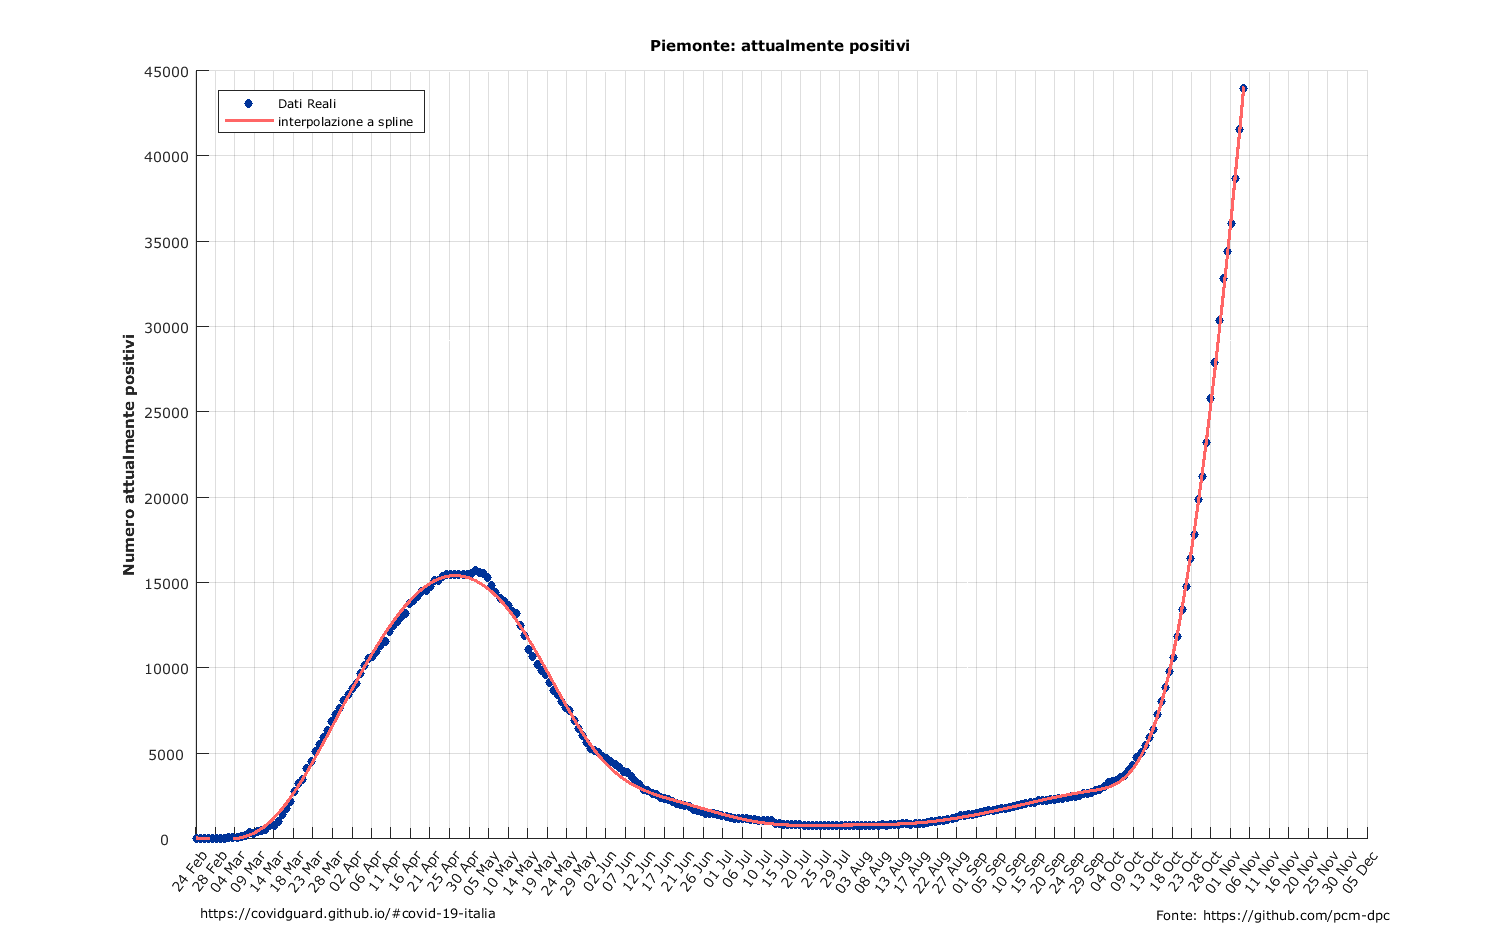 Piemonte: attualmente positivi
45000
40000
35000
30000
25000
20000
15000
10000
5000
0
Numero attualmente positivi
Dati Reali
interpolazione a spline
24 Feb
28 Feb
04 Mar
09 Mar
14 Mar
18 Mar
23 Mar
28 Mar
02 Apr
06 Apr
11 Apr
16 Apr
21 Apr
25 Apr
30 Apr
05 May
10 May
14 May
19 May
24 May
29 May
02 Jun
07 Jun
12 Jun
17 Jun
21 Jun
26 Jun
01 Jul
06 Jul
10 Jul
15 Jul
20 Jul
25 Jul
29 Jul
03 Aug
08 Aug
13 Aug
17 Aug
22 Aug
27 Aug
01 Sep
05 Sep
10 Sep
15 Sep
20 Sep
24 Sep
29 Sep
04 Oct
09 Oct
13 Oct
18 Oct
23 Oct
28 Oct
01 Nov
06 Nov
11 Nov
16 Nov
20 Nov
25 Nov
30 Nov
05 Dec
https://covidguard.github.io/#covid-19-italia
Fonte: https://github.com/pcm-dpc